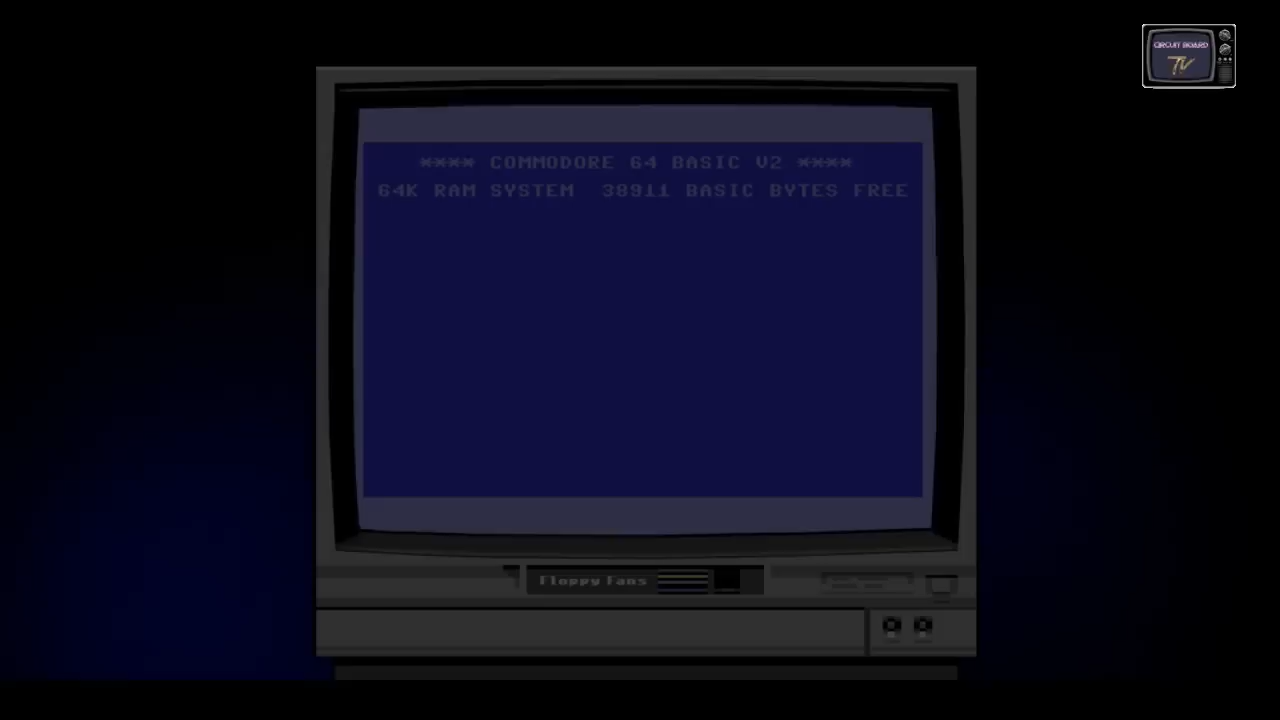 CIRCUIT BOARD
TV
**** COMMODORE 64 BASIC V2 ****
64K RAM SYSTEM  38911 BASIC BYTES FREE
Floppy Fans